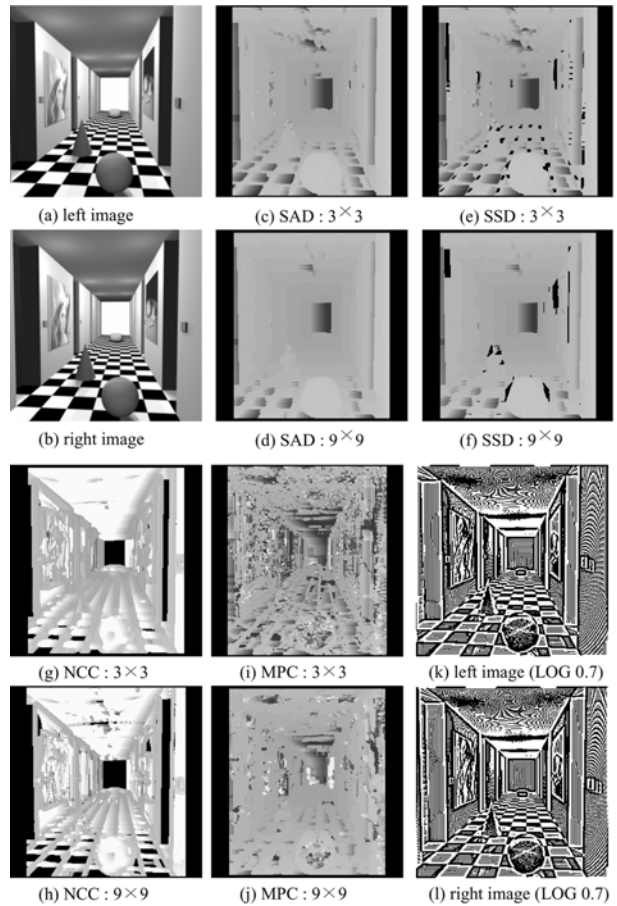 (a) left image
(c) SAD : 3×3
(e) SSD : 3×3
(b) right image
(d) SAD : 9×9
(f) SSD : 9×9
(g) NCC : 3×3
(i) MPC : 3×3
(k) left image (LOG 0.7)
(h) NCC : 9×9
(j) MPC : 9×9
(l) right image (LOG 0.7)